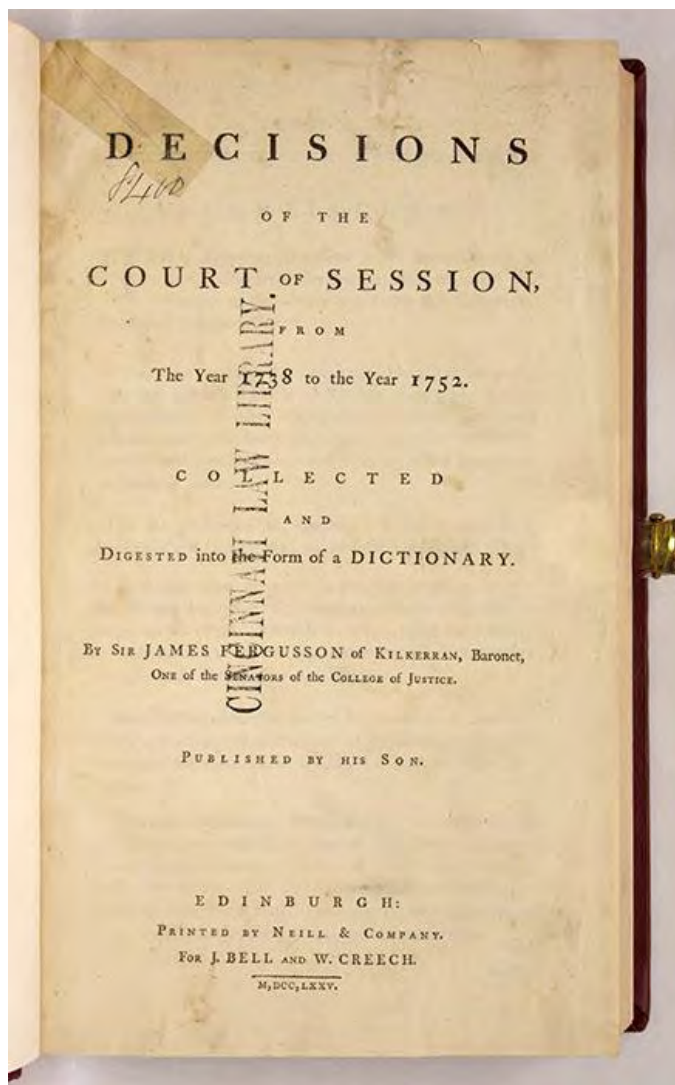 DECISIONS
OF THE
COURT OF SESSION,
FROM
The Year 1738 to the Year 1752.
COLLECTED
AND
DIGESTED into the Form of a DICTIONARY.
By Sir JAMES FERGUSSON of KILKERRAN, Baronet,
ONE of the SENATORS of the COLLEGE of JUSTICE.
PUBLISHED BY HIS SON.
EDINBURGH:
PRINTED BY NEILL & COMPANY.
FOR J. BELL AND W. CREECH.
M,DCC,LXXV.
CINCINNATI LAW LIBRARY.